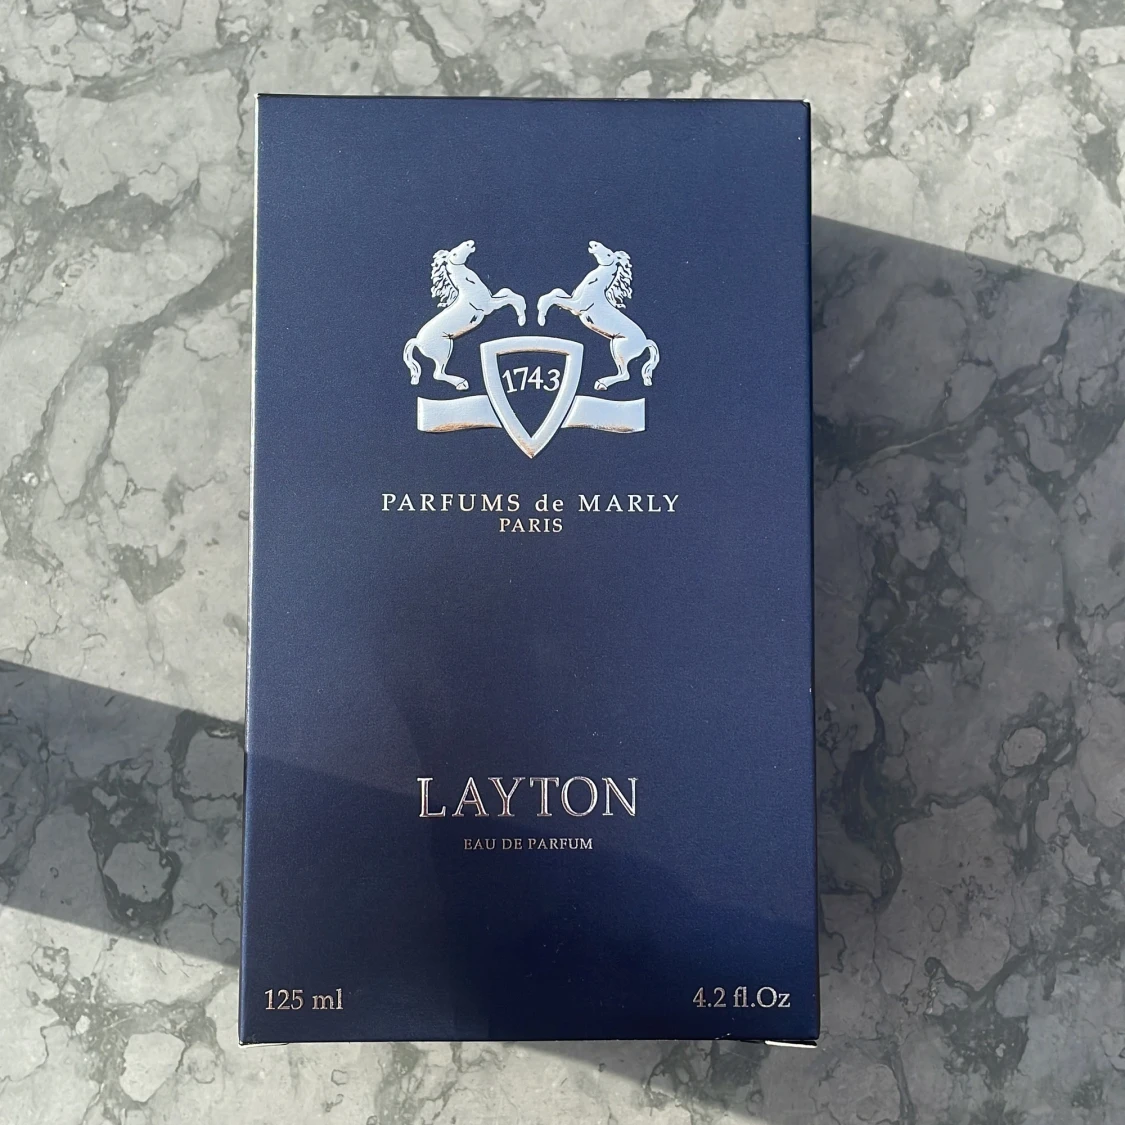 1743
PARFUMS de MARLY
PARIS
LAYTON
EAU DE PARFUM
125 ml
4.2 fl.Oz